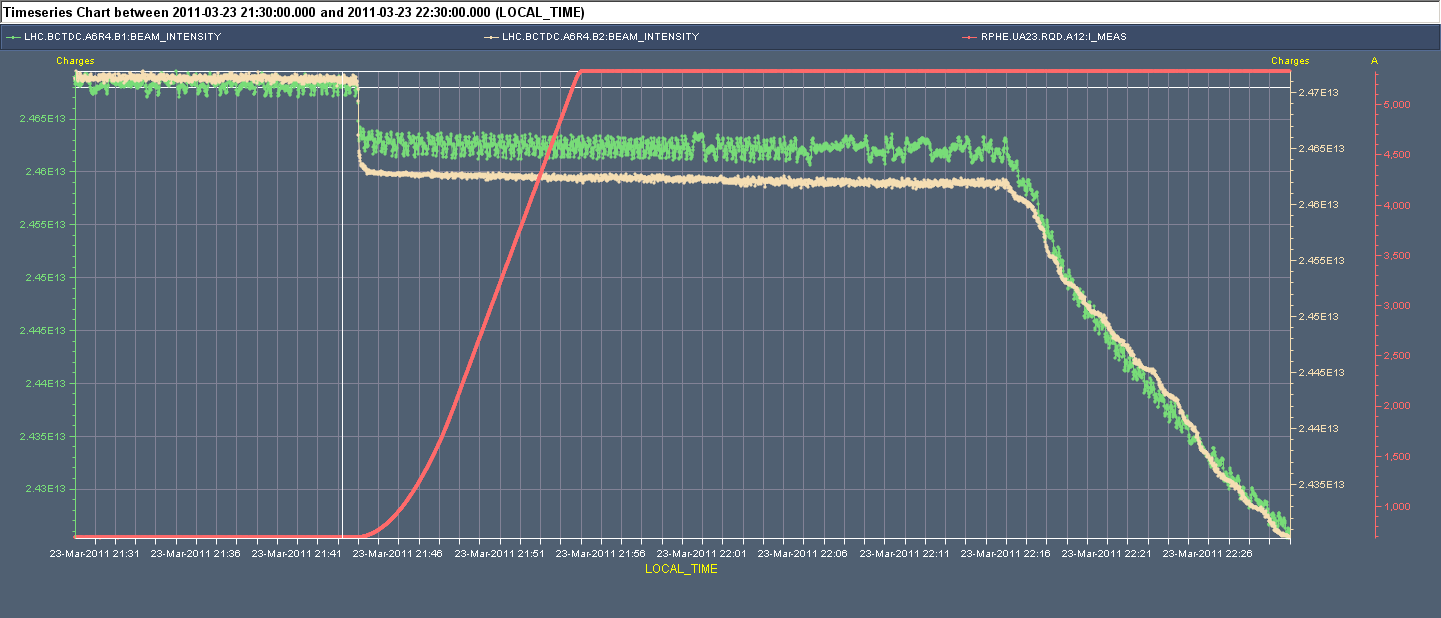 Timeseries Chart between 2011-03-23 21:30:00.000 and 2011-03-23 22:30:00.000 (LOCAL_TIME)
LHC.BCTDC.A6R4.B1:BEAM_INTENSITY
LHC.BCTDC.A6R4.B2:BEAM_INTENSITY
RPHE.UA23.RQD.A12:I_MEAS
Charges
Charges
A
2.465E13
2.46E13
2.455E13
2.45E13
2.445E13
2.44E13
2.435E13
2.43E13
2.47E13
2.465E13
2.46E13
2.455E13
2.45E13
2.445E13
2.44E13
2.435E13
5,000
4,500
4,000
3,500
3,000
2,500
2,000
1,500
1,000
23-Mar-2011 21:31
23-Mar-2011 21:36
23-Mar-2011 21:41
23-Mar-2011 21:46
23-Mar-2011 21:51
23-Mar-2011 21:56
23-Mar-2011 22:01
23-Mar-2011 22:06
23-Mar-2011 22:11
23-Mar-2011 22:16
23-Mar-2011 22:21
23-Mar-2011 22:26
LOCAL_TIME